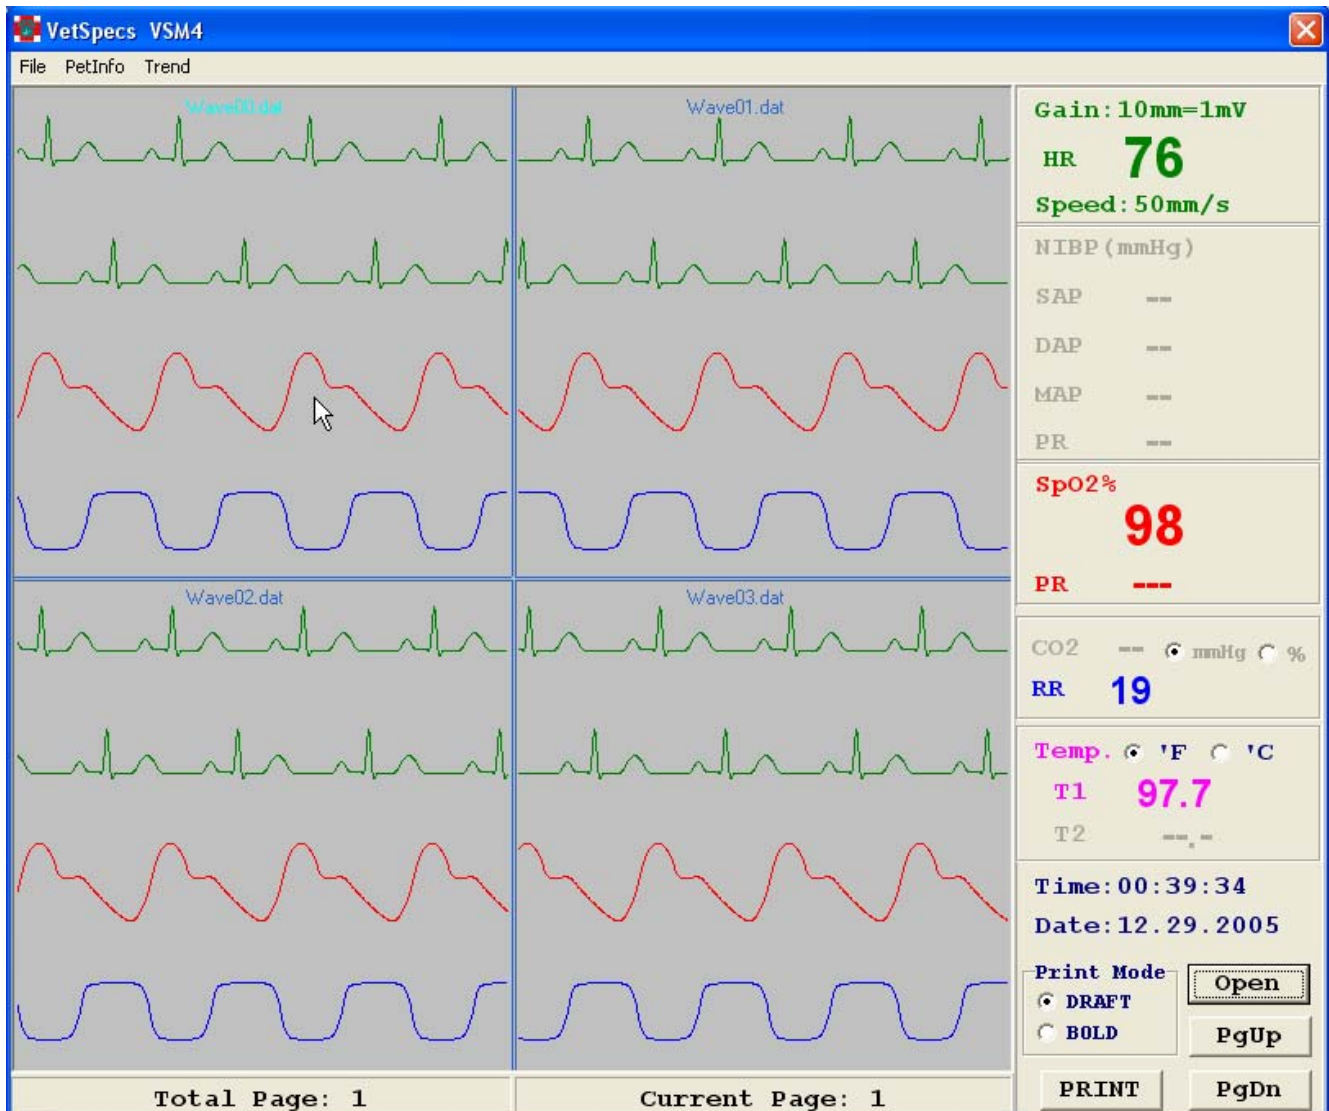 VetSpecs VSM4
File PetInfo Trend
Wave00.dat
Wave01.dat
Wave02.dat
Wave03.dat
Total Page: 1
Current Page: 1
Gain:10mm=1mV
HR 76
Speed:50mm/s
NIBP(mmHg)
SAP --
DAP --
MAP --
PR --
SpO2%
98
PR ---
CO2 -- mmHg %
RR 19
Temp. 'F 'C
T1 97.7
T2 --.-
Time:00:39:34
Date:12.29.2005
Print Mode
DRAFT
BOLD
Open
PgUp
PRINT
PgDn